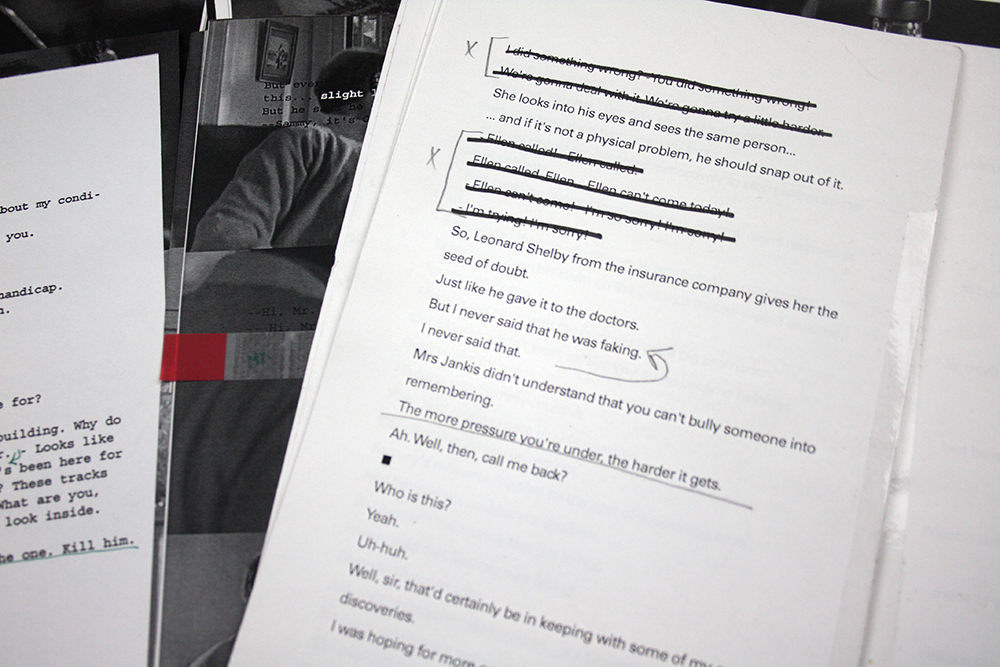 bout my condi-
you.
handicap.
n.
e for?
building. Why do
r.. - Looks like
's been here for
? These tracks
What are you,
look inside.
he one. Kill him.
But ever
this...
slight l
But he s
--Sammy, it's
--Hi, Mr.
Hi, Mr
X
I did something wrong? You did something wrong!
We're gonna deal with it. We're gonna try a little harder
She looks into his eyes and sees the same person...
... and if it's not a physical problem, he should snap out of it.
X
- Ellen called! Ellen called!
Ellen called, Ellen - Ellen can't come today!
- Ellen can't come! I'm so sorry! I'm sorry!
- I'm trying! I'm sorry!
So, Leonard Shelby from the insurance company gives her the
seed of doubt.
Just like he gave it to the doctors.
But I never said that he was faking.
I never said that.
Mrs Jankis didn't understand that you can't bully someone into
remembering.
The more pressure you're under, the harder it gets.
Ah. Well, then, call me back?
Who is this?
Yeah.
Uh-huh.
Well, sir, that'd certainly be in keeping with some of my
discoveries.
I was hoping for more